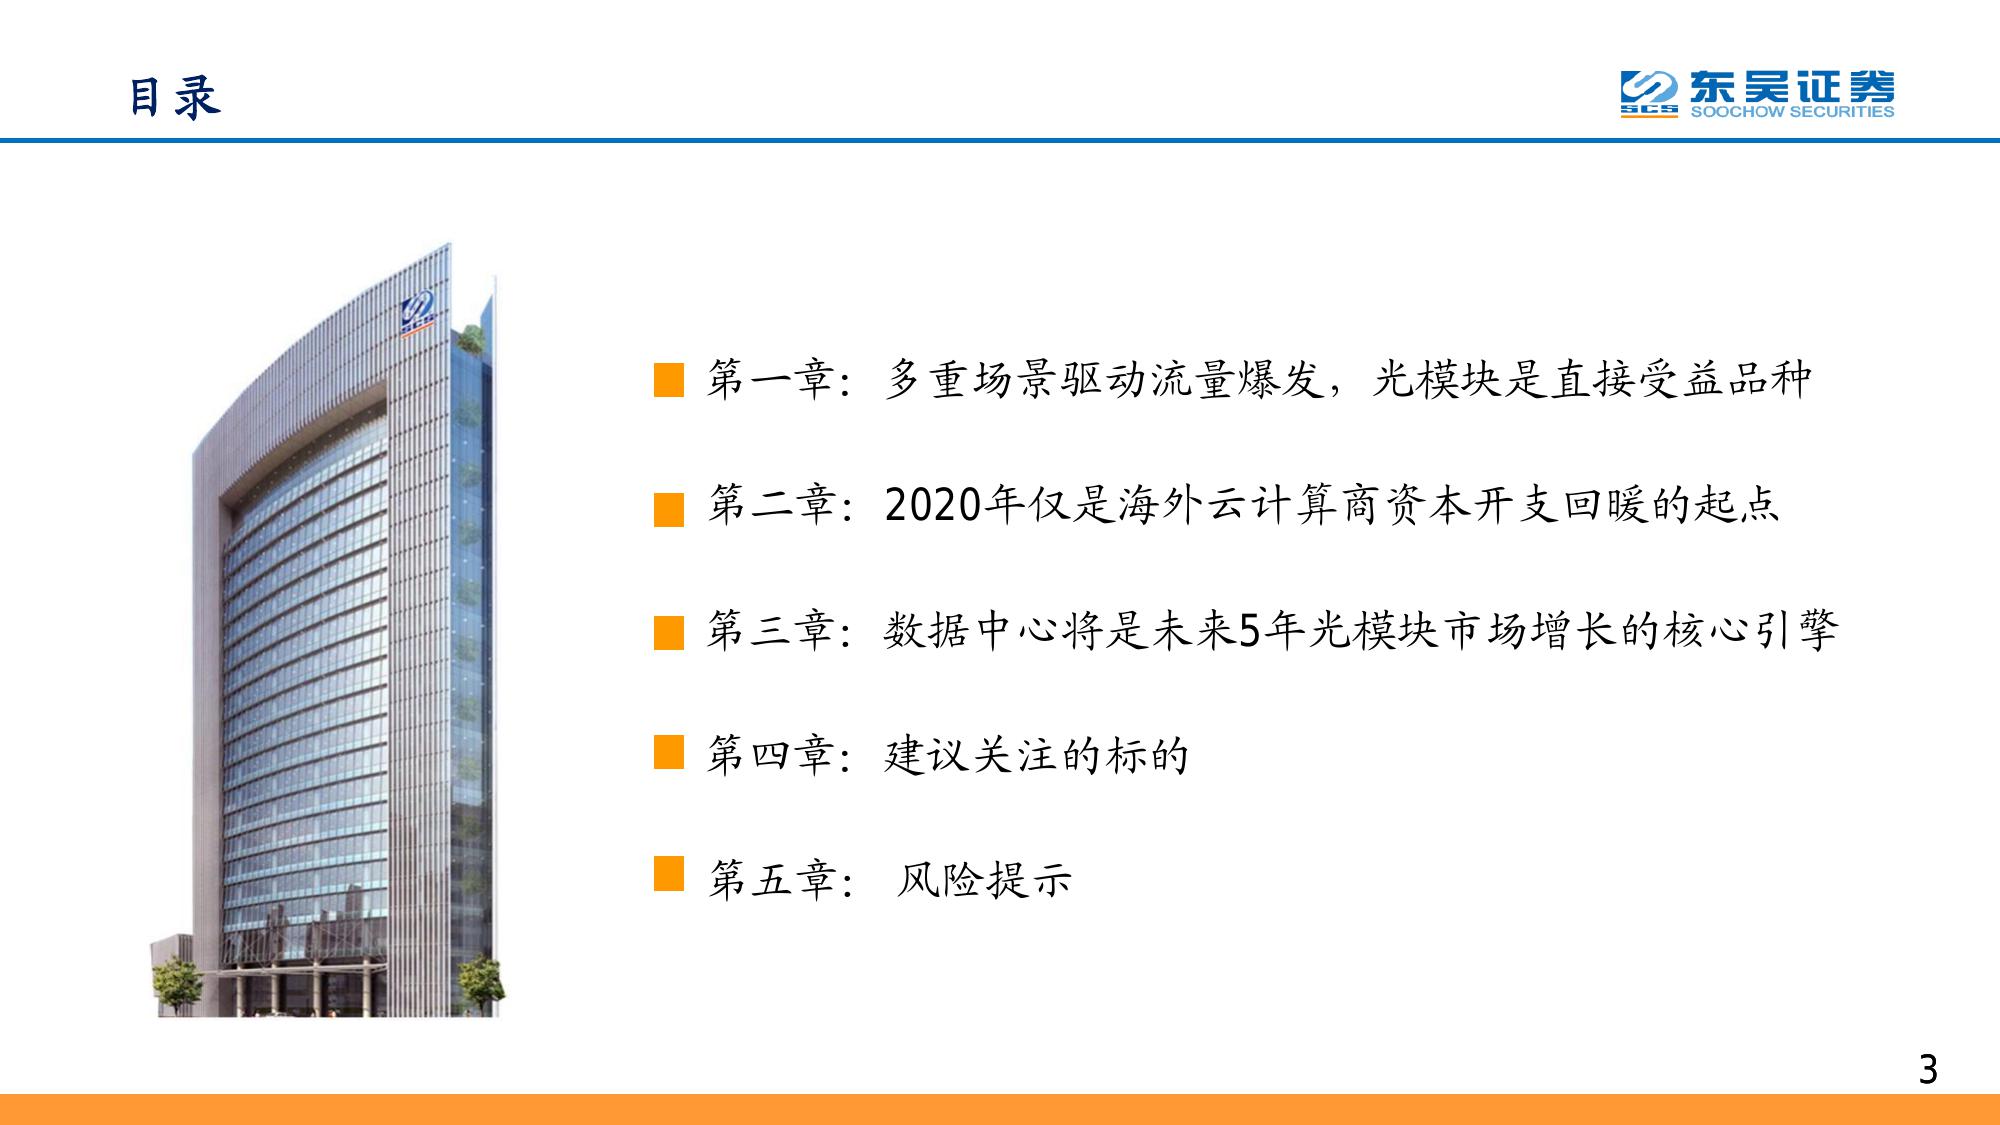 目录
东吴证券
SCS
SOOCHOW SECURITIES
SCS
第一章：多重场景驱动流量爆发，光模块是直接受益品种
第二章：2020年仅是海外云计算商资本开支回暖的起点
第三章：数据中心将是未来5年光模块市场增长的核心引擎
第四章：建议关注的标的
第五章： 风险提示
3